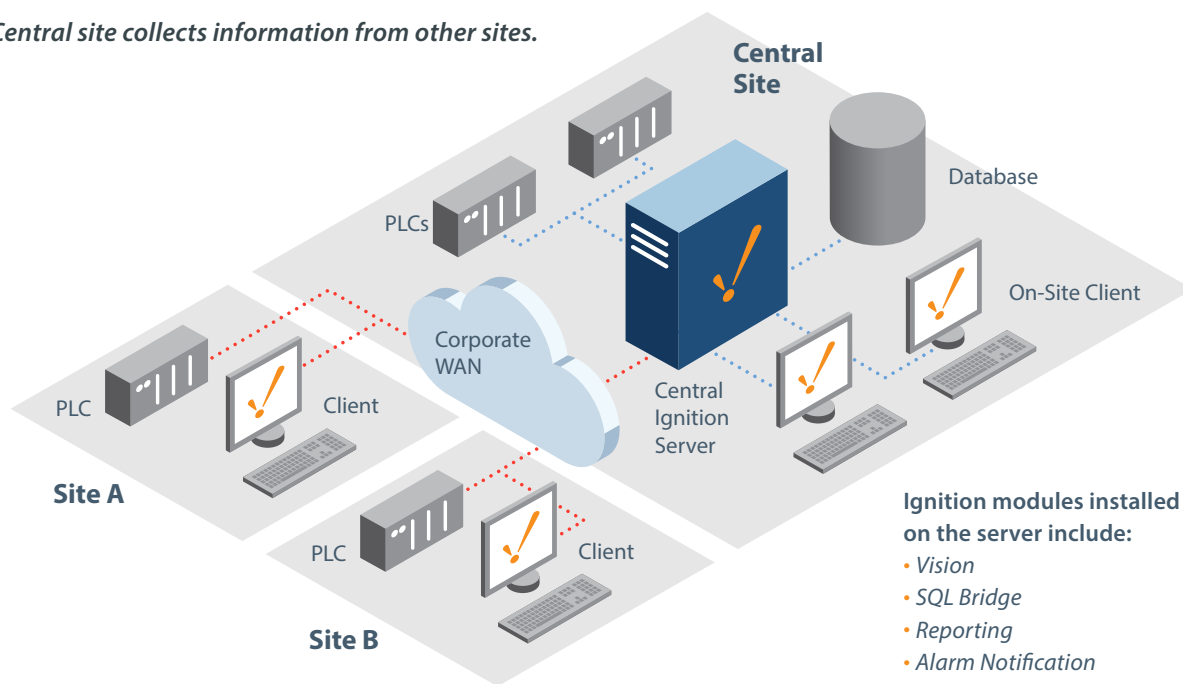 Central site collects information from other sites.
Central
Site
Database
PLCs
On-Site Client
Corporate
WAN
Central
Ignition
Server
PLC
Client
Site A
PLC
Client
Site B
Ignition modules installed
on the server include:
• Vision
• SQL Bridge
• Reporting
• Alarm Notification